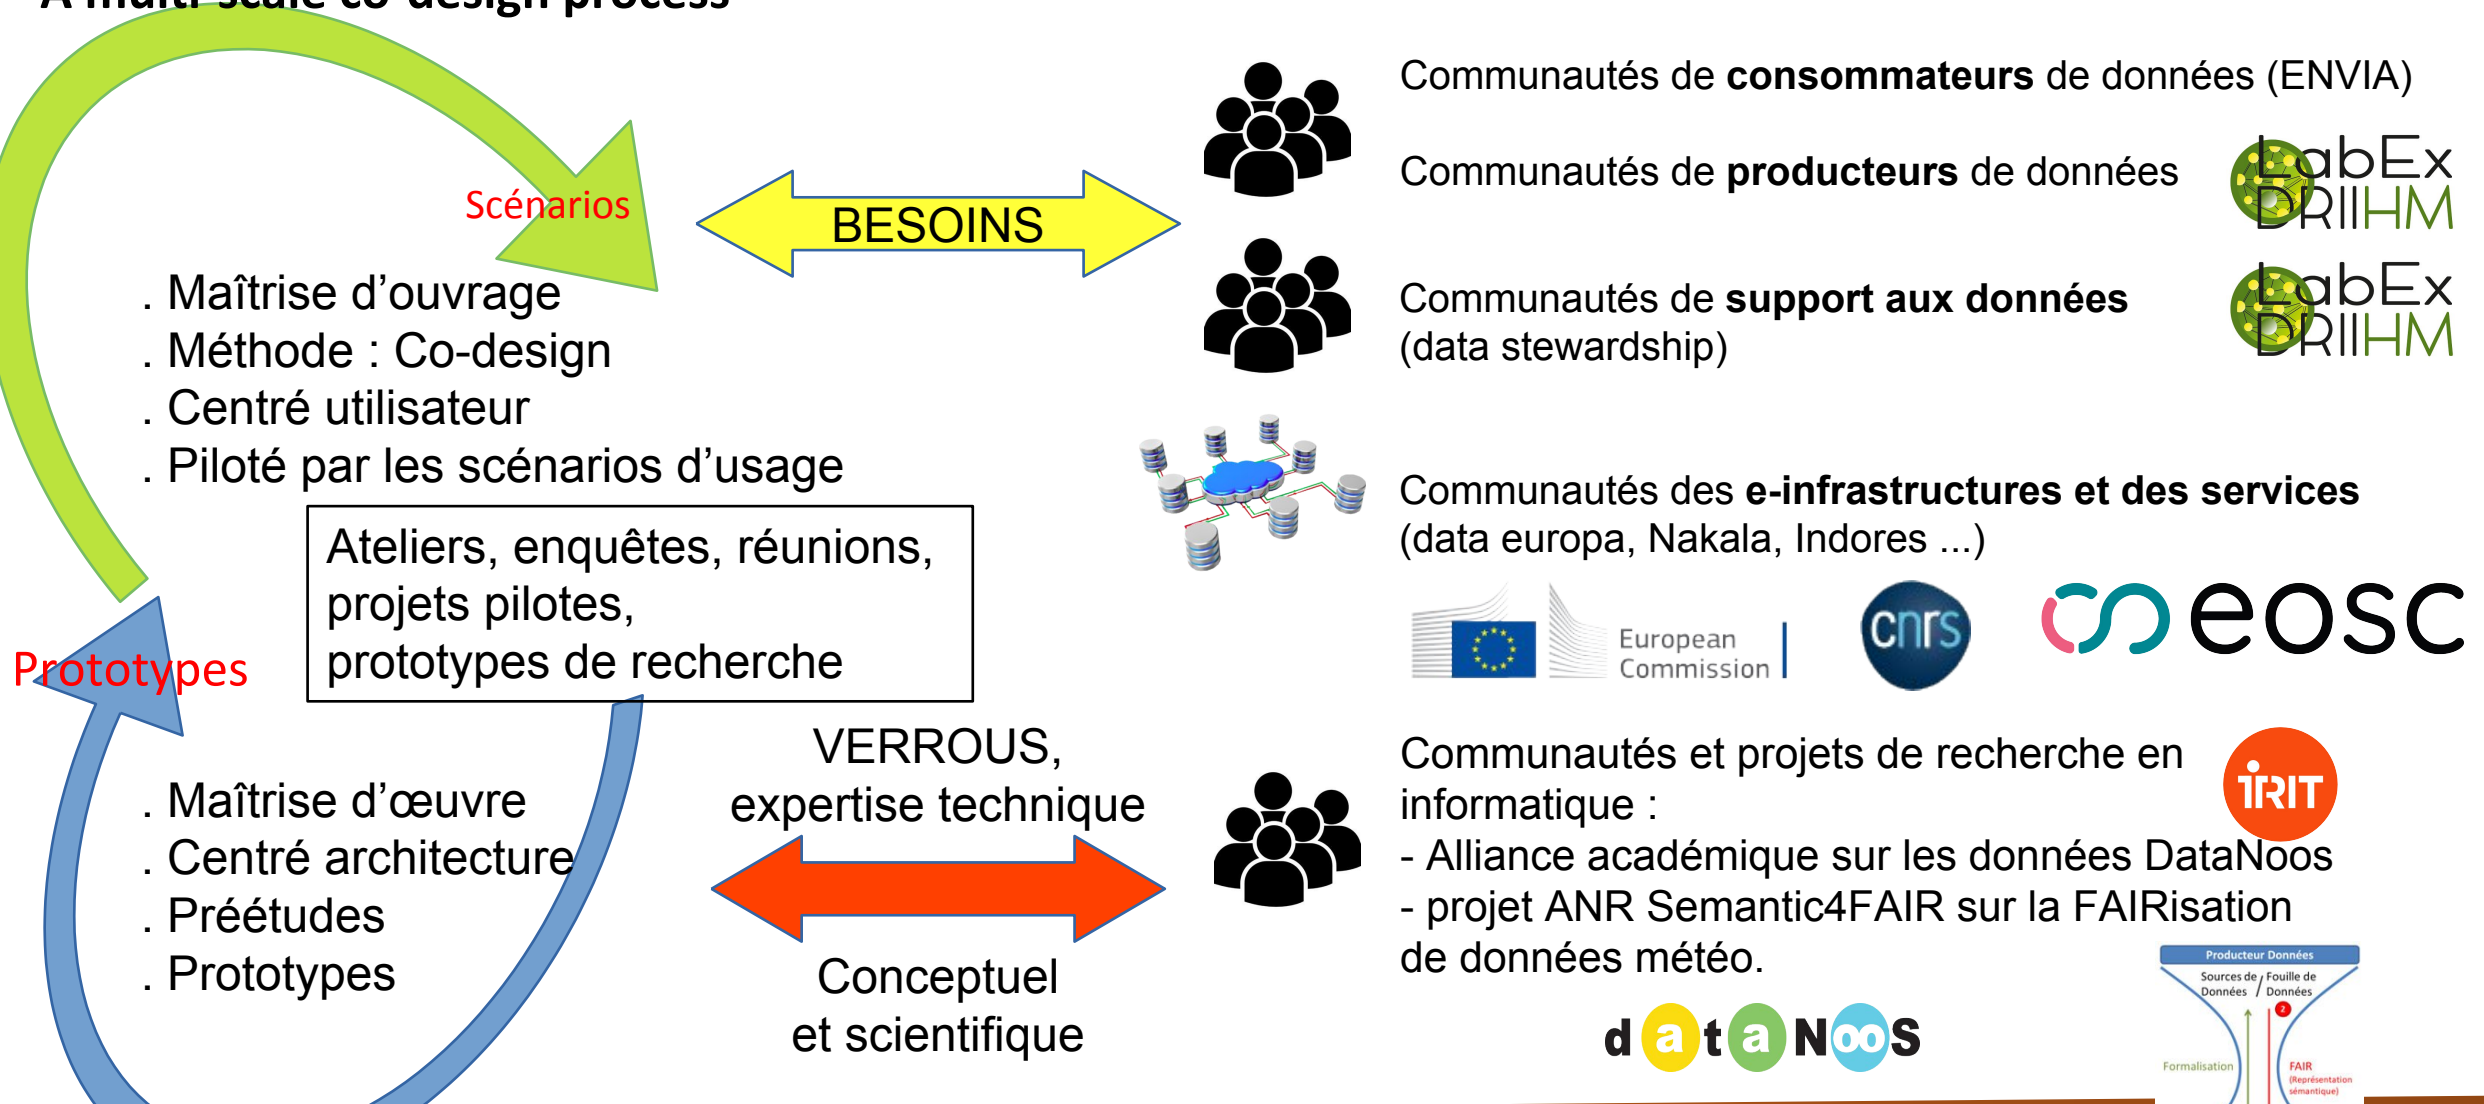 A multi-scale co-design process
Scénarios
. Maîtrise d’ouvrage
. Méthode : Co-design
. Centré utilisateur
. Piloté par les scénarios d’usage
Ateliers, enquêtes, réunions,
projets pilotes,
prototypes de recherche
Prototypes
. Maîtrise d’œuvre
. Centré architecture
. Préétudes
. Prototypes
BESOINS
VERROUS,
expertise technique
Conceptuel
et scientifique
Communautés de consommateurs de données (ENVIA)
Communautés de producteurs de données
LabEx
DRIIHM
Communautés de support aux données
(data stewardship)
LabEx
DRIIHM
Communautés des e-infrastructures et des services
(data europa, Nakala, Indores ...)
European
Commission
cnrs
eosc
Communautés et projets de recherche en
informatique :
- Alliance académique sur les données DataNoos
- projet ANR Semantic4FAIR sur la FAIRisation
de données météo.
IRIT
dataNooS
Producteur Données
Sources de / Fouille de
Données / Données
2
Formalisation
FAIR
(Représentation
sémantique)